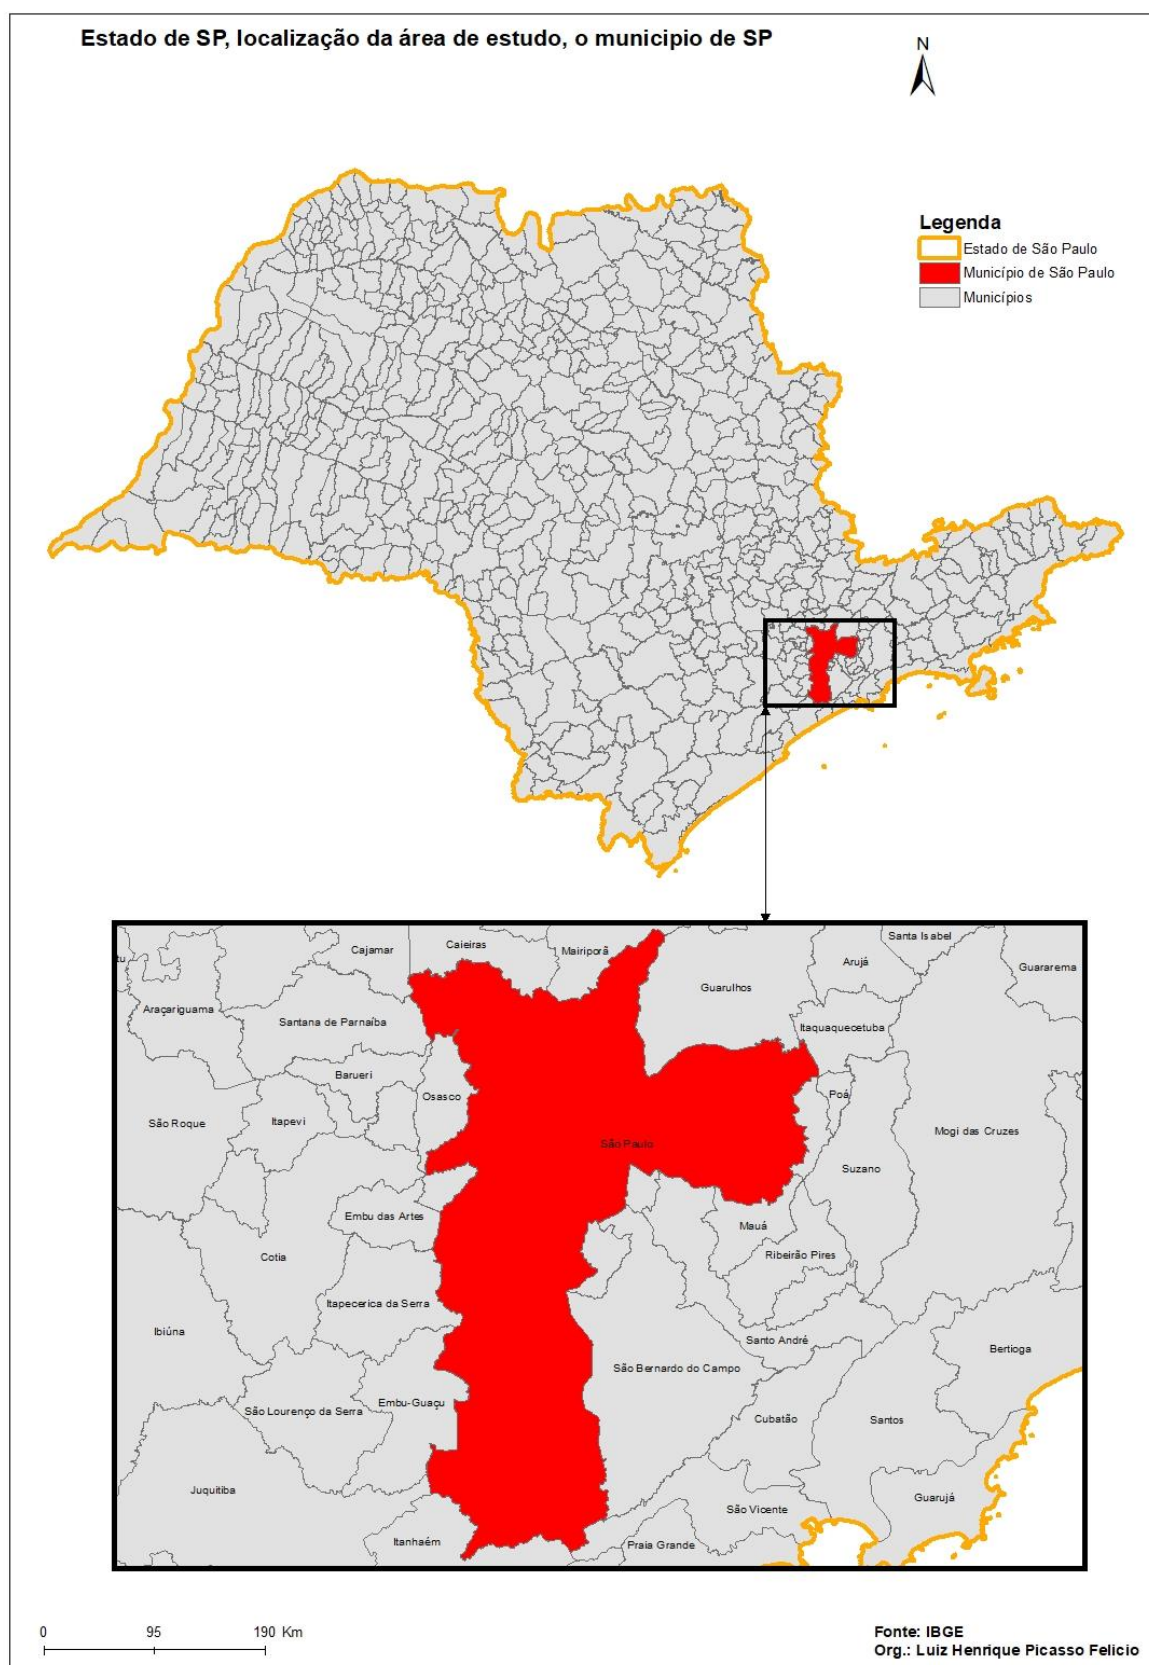 Estado de SP, localização da área de estudo, o municipio de SP
N
Legenda
Estado de São Paulo
Município de São Paulo
Municípios
Santa Isabel
Cajamar
Caieiras
Mairiporã
tu
Arujá
Guararema
Guarulhos
Araçariguama
Santana de Parnaíba
Itaquaquecetuba
Barueri
Osasco
Poá
São Roque
Itapevi
São Paulo
Mogi das Cruzes
Suzano
Embu das Artes
Mauá
Cotia
Ribeirão Pires
Itapecerica da Serra
Ibiúna
Santo André
Bertioga
São Bernardo do Campo
São Lourenço da Serra
Embu-Guaçu
Cubatão
Santos
Juquitiba
Guarujá
São Vicente
Itanhaém
Praia Grande
0 95 190 Km
Fonte: IBGE
Org.: Luiz Henrique Picasso Felicio